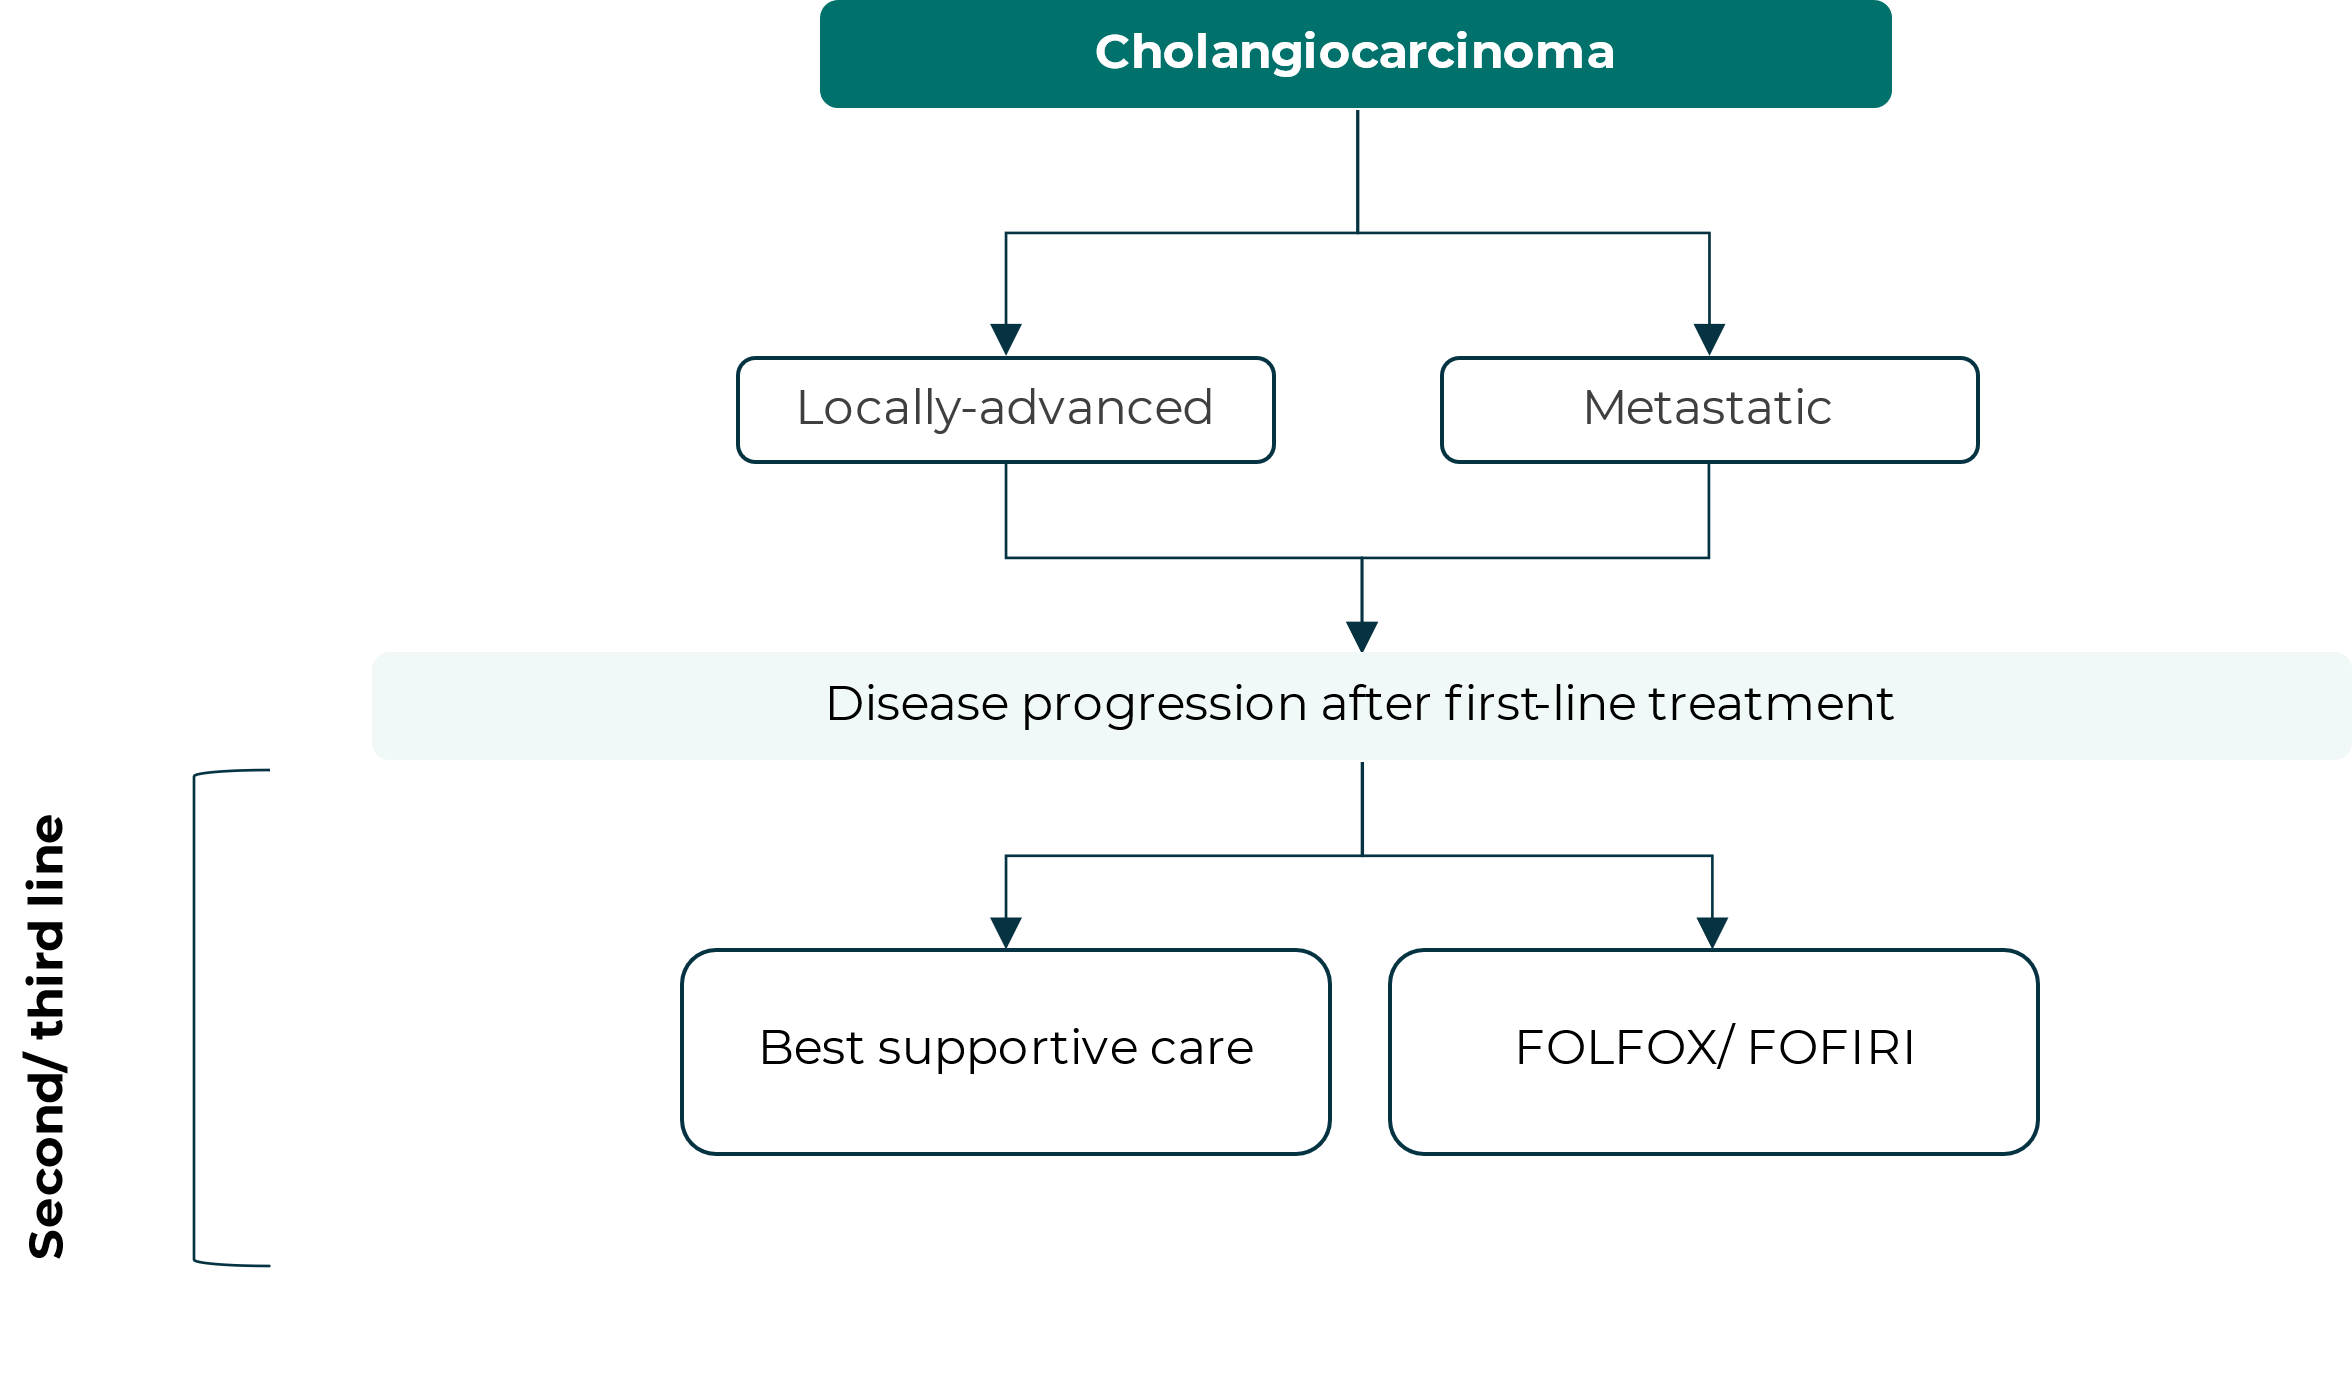 Cholangiocarcinoma
Locally-advanced
Metastatic
Disease progression after first-line treatment
Second/ third line
Best supportive care
FOLFOX/ FOFIRI